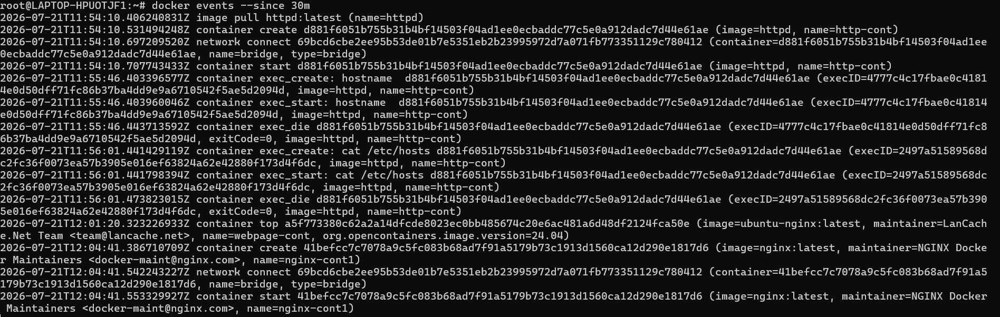 root@LAPTOP-HPUOTJF1:~# docker events --since 30m
2026-07-21T11:54:10.406240831Z image pull httpd:latest (name=httpd)
2026-07-21T11:54:10.531494248Z container create d881f6051b755b31b4bf14503f04ad1ee0ecbaddc77c5e0a912dadc7d44e61ae (image=httpd, name=http-cont)
2026-07-21T11:54:10.697209520Z network connect 69bcd6cbe2ee95b53de01b7e5351eb2b23995972d7a071fb773351129c780412 (container=d881f6051b755b31b4bf14503f04ad1ee
0ecbaddc77c5e0a912dadc7d44e61ae, name=bridge, type=bridge)
2026-07-21T11:54:10.707743433Z container start d881f6051b755b31b4bf14503f04ad1ee0ecbaddc77c5e0a912dadc7d44e61ae (image=httpd, name=http-cont)
2026-07-21T11:55:46.403396577Z container exec_create: hostname  d881f6051b755b31b4bf14503f04ad1ee0ecbaddc77c5e0a912dadc7d44e61ae (execID=4777c4c17fbae0c4181
4e0d50dff71fc86b37ba4dd9e9a6710542f5ae5d2094d, image=httpd, name=http-cont)
2026-07-21T11:55:46.403960046Z container exec_start: hostname  d881f6051b755b31b4bf14503f04ad1ee0ecbaddc77c5e0a912dadc7d44e61ae (execID=4777c4c17fbae0c41814
e0d50dff71fc86b37ba4dd9e9a6710542f5ae5d2094d, image=httpd, name=http-cont)
2026-07-21T11:55:46.443713592Z container exec_die d881f6051b755b31b4bf14503f04ad1ee0ecbaddc77c5e0a912dadc7d44e61ae (execID=4777c4c17fbae0c41814e0d50dff71fc8
6b37ba4dd9e9a6710542f5ae5d2094d, exitCode=0, image=httpd, name=http-cont)
2026-07-21T11:56:01.441429119Z container exec_create: cat /etc/hosts d881f6051b755b31b4bf14503f04ad1ee0ecbaddc77c5e0a912dadc7d44e61ae (execID=2497a51589568d
c2fc36f0073ea57b3905e016ef63824a62e42880f173d4f6dc, image=httpd, name=http-cont)
2026-07-21T11:56:01.441798394Z container exec_start: cat /etc/hosts d881f6051b755b31b4bf14503f04ad1ee0ecbaddc77c5e0a912dadc7d44e61ae (execID=2497a51589568dc
2fc36f0073ea57b3905e016ef63824a62e42880f173d4f6dc, image=httpd, name=http-cont)
2026-07-21T11:56:01.473823015Z container exec_die d881f6051b755b31b4bf14503f04ad1ee0ecbaddc77c5e0a912dadc7d44e61ae (execID=2497a51589568dc2fc36f0073ea57b390
5e016ef63824a62e42880f173d4f6dc, exitCode=0, image=httpd, name=http-cont)
2026-07-21T12:01:20.323226933Z container top a5f773380c62a2a14dfcde8023ec0bb485674c20e6ac481a6d48df2124fca50e (image=ubuntu-nginx:latest, maintainer=LanCach
e.Net Team <team@lancache.net>, name=webpage-cont, org.opencontainers.image.version=24.04)
2026-07-21T12:04:41.386710709Z container create 41befcc7c7078a9c5fc083b68ad7f91a5179b73c1913d1560ca12d290e1817d6 (image=nginx:latest, maintainer=NGINX Docke
r Maintainers <docker-maint@nginx.com>, name=nginx-cont1)
2026-07-21T12:04:41.542243227Z network connect 69bcd6cbe2ee95b53de01b7e5351eb2b23995972d7a071fb773351129c780412 (container=41befcc7c7078a9c5fc083b68ad7f91a5
179b73c1913d1560ca12d290e1817d6, name=bridge, type=bridge)
2026-07-21T12:04:41.553329927Z container start 41befcc7c7078a9c5fc083b68ad7f91a5179b73c1913d1560ca12d290e1817d6 (image=nginx:latest, maintainer=NGINX Docker
 Maintainers <docker-maint@nginx.com>, name=nginx-cont1)